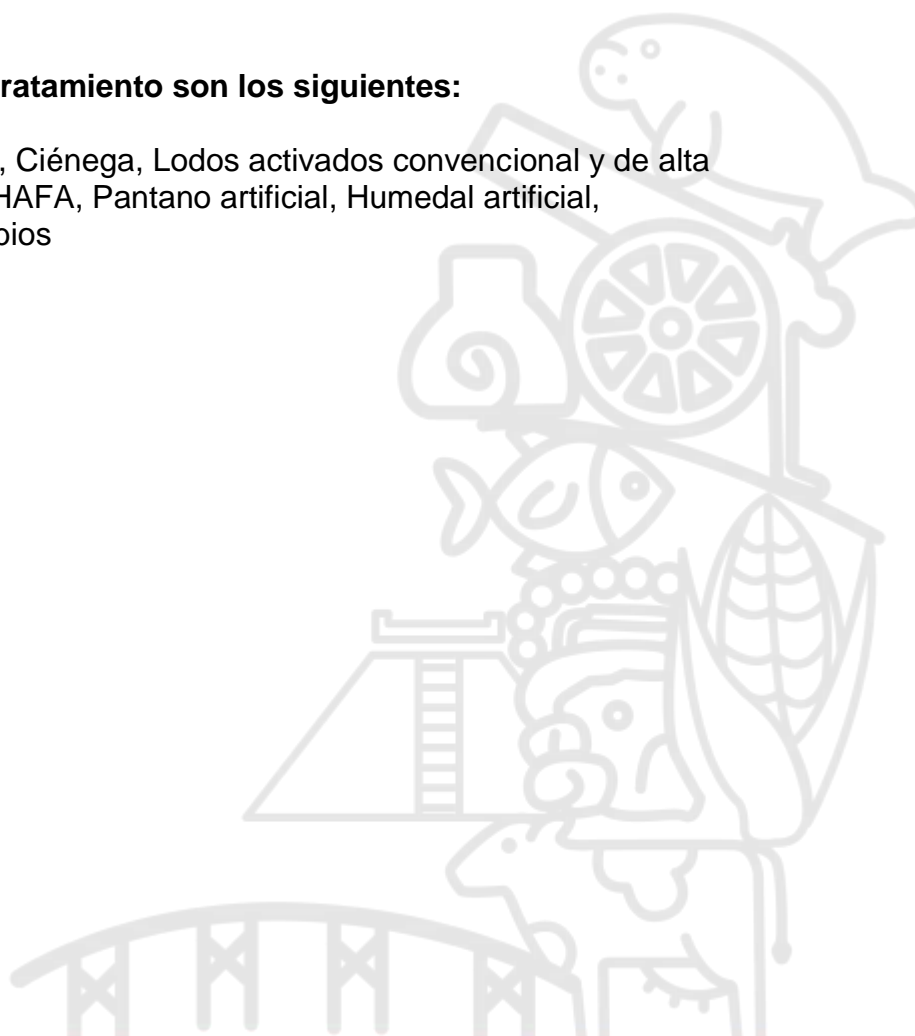 ratamiento son los siguientes:
, Ciénega, Lodos activados convencional y de alta
HAFA, Pantano artificial, Humedal artificial,
bios